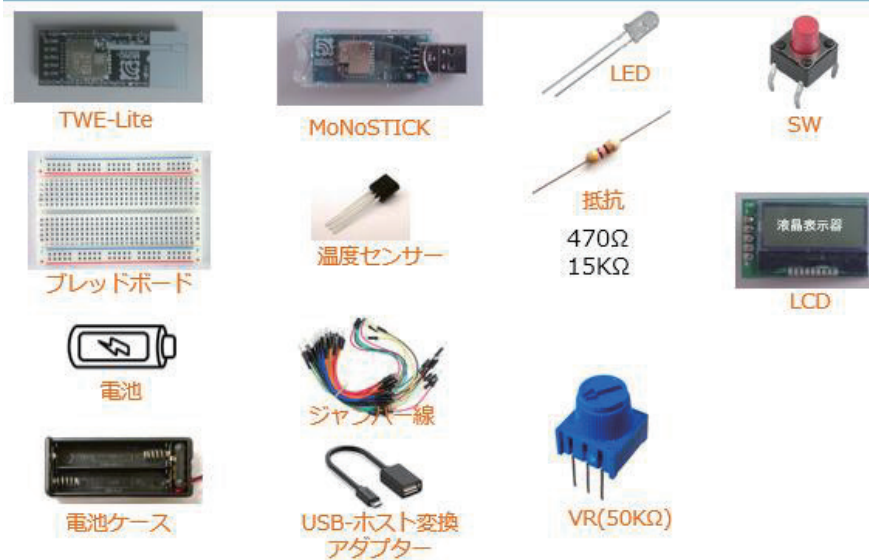 TWE-Lite
MoNoSTICK
LED
SW
ブレッドボード
温度センサー
抵抗
470Ω
15KΩ
液晶表示器
LCD
電池
ジャンパー線
電池ケース
USB-ホスト変換
アダプター
VR(50KΩ)